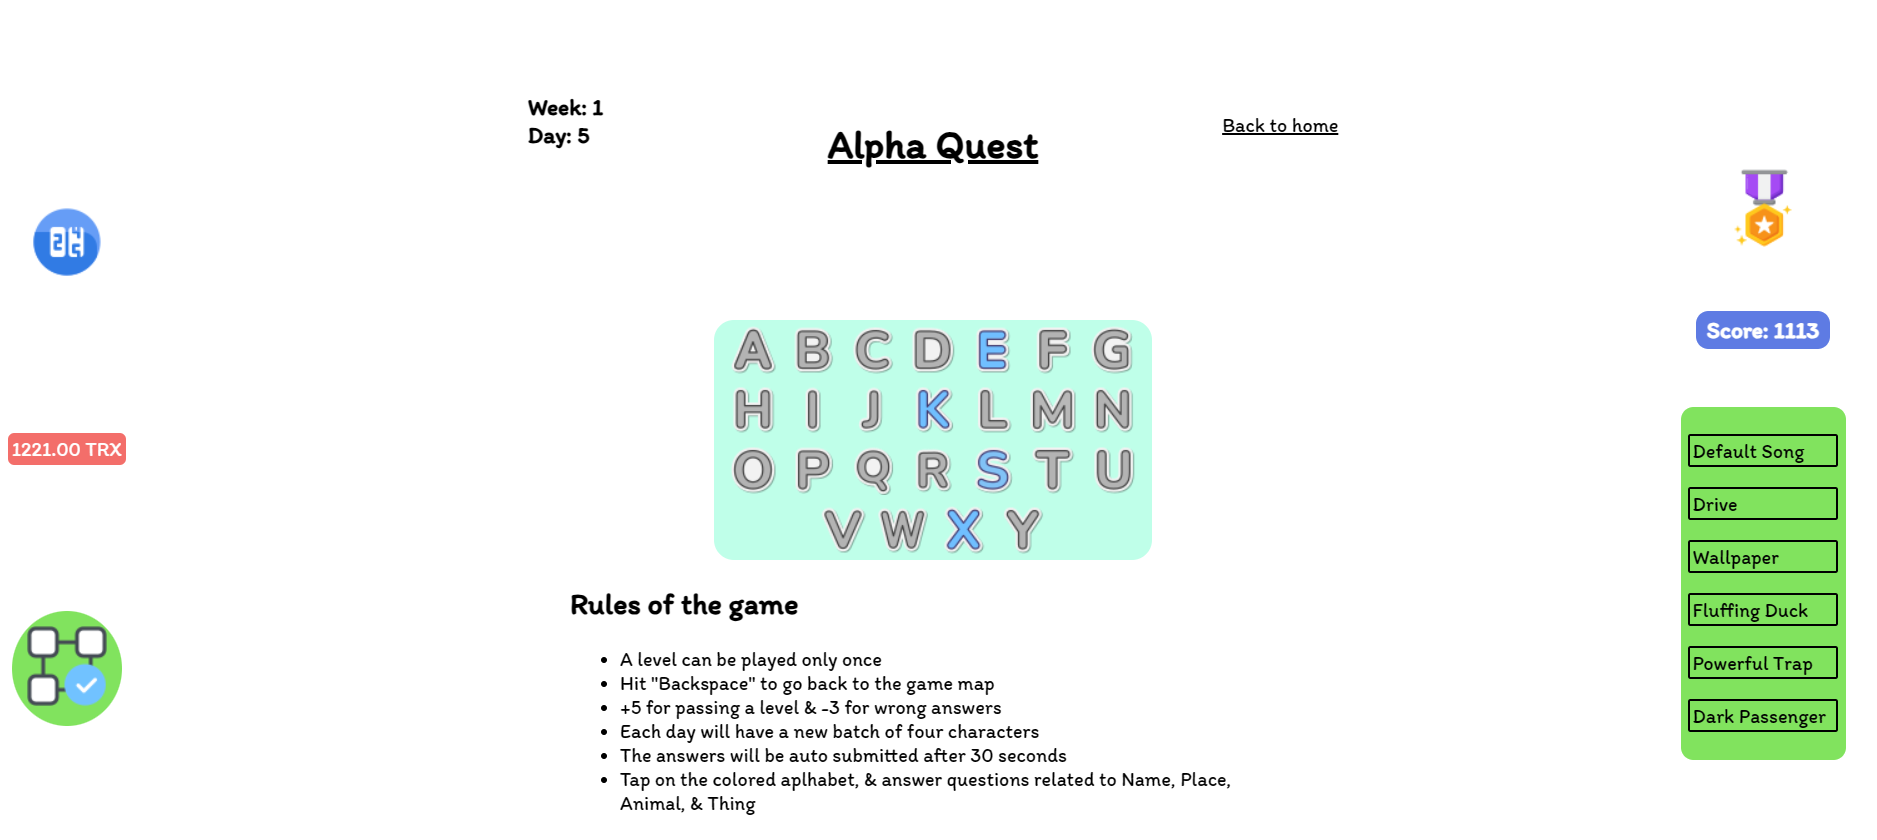 Week: 1
Day: 5
Back to home
Alpha Quest
Score: 1113
A B C D E F G
H I J K L M N
O P Q R S T U
V W X Y
1221.00 TRX
Default Song
Drive
Wallpaper
Fluffing Duck
Powerful Trap
Dark Passenger
Rules of the game
A level can be played only once
Hit "Backspace" to go back to the game map
+5 for passing a level & -3 for wrong answers
Each day will have a new batch of four characters
The answers will be auto submitted after 30 seconds
Tap on the colored aplhabet, & answer questions related to Name, Place,
Animal, & Thing